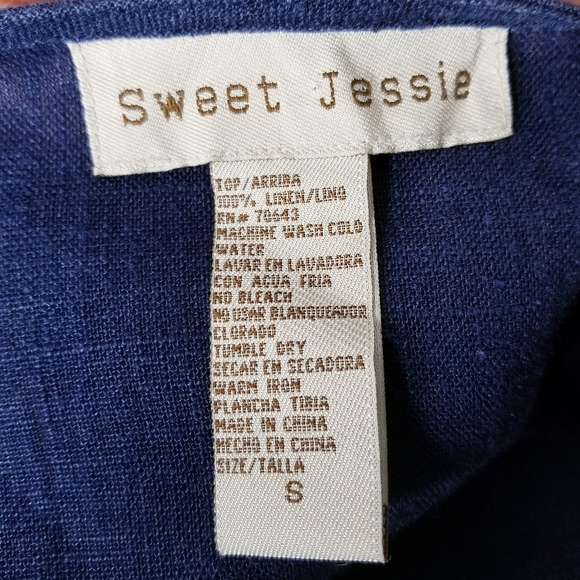 Sweet Jessie
TOP/ARRIBA
100% LINEN/LINO
RN# 70643
MACHINE WASH COLD
WATER
LAVAR EN LAVADORA
CON AGUA FRIA
NO BLEACH
NO USAR BLANQUEADOR
CLORADO
TUMBLE DRY
SECAR EN SECADORA
WARM IRON
PLANCHA TIBIA
MADE IN CHINA
HECHO EN CHINA
SIZE/TALLA
S